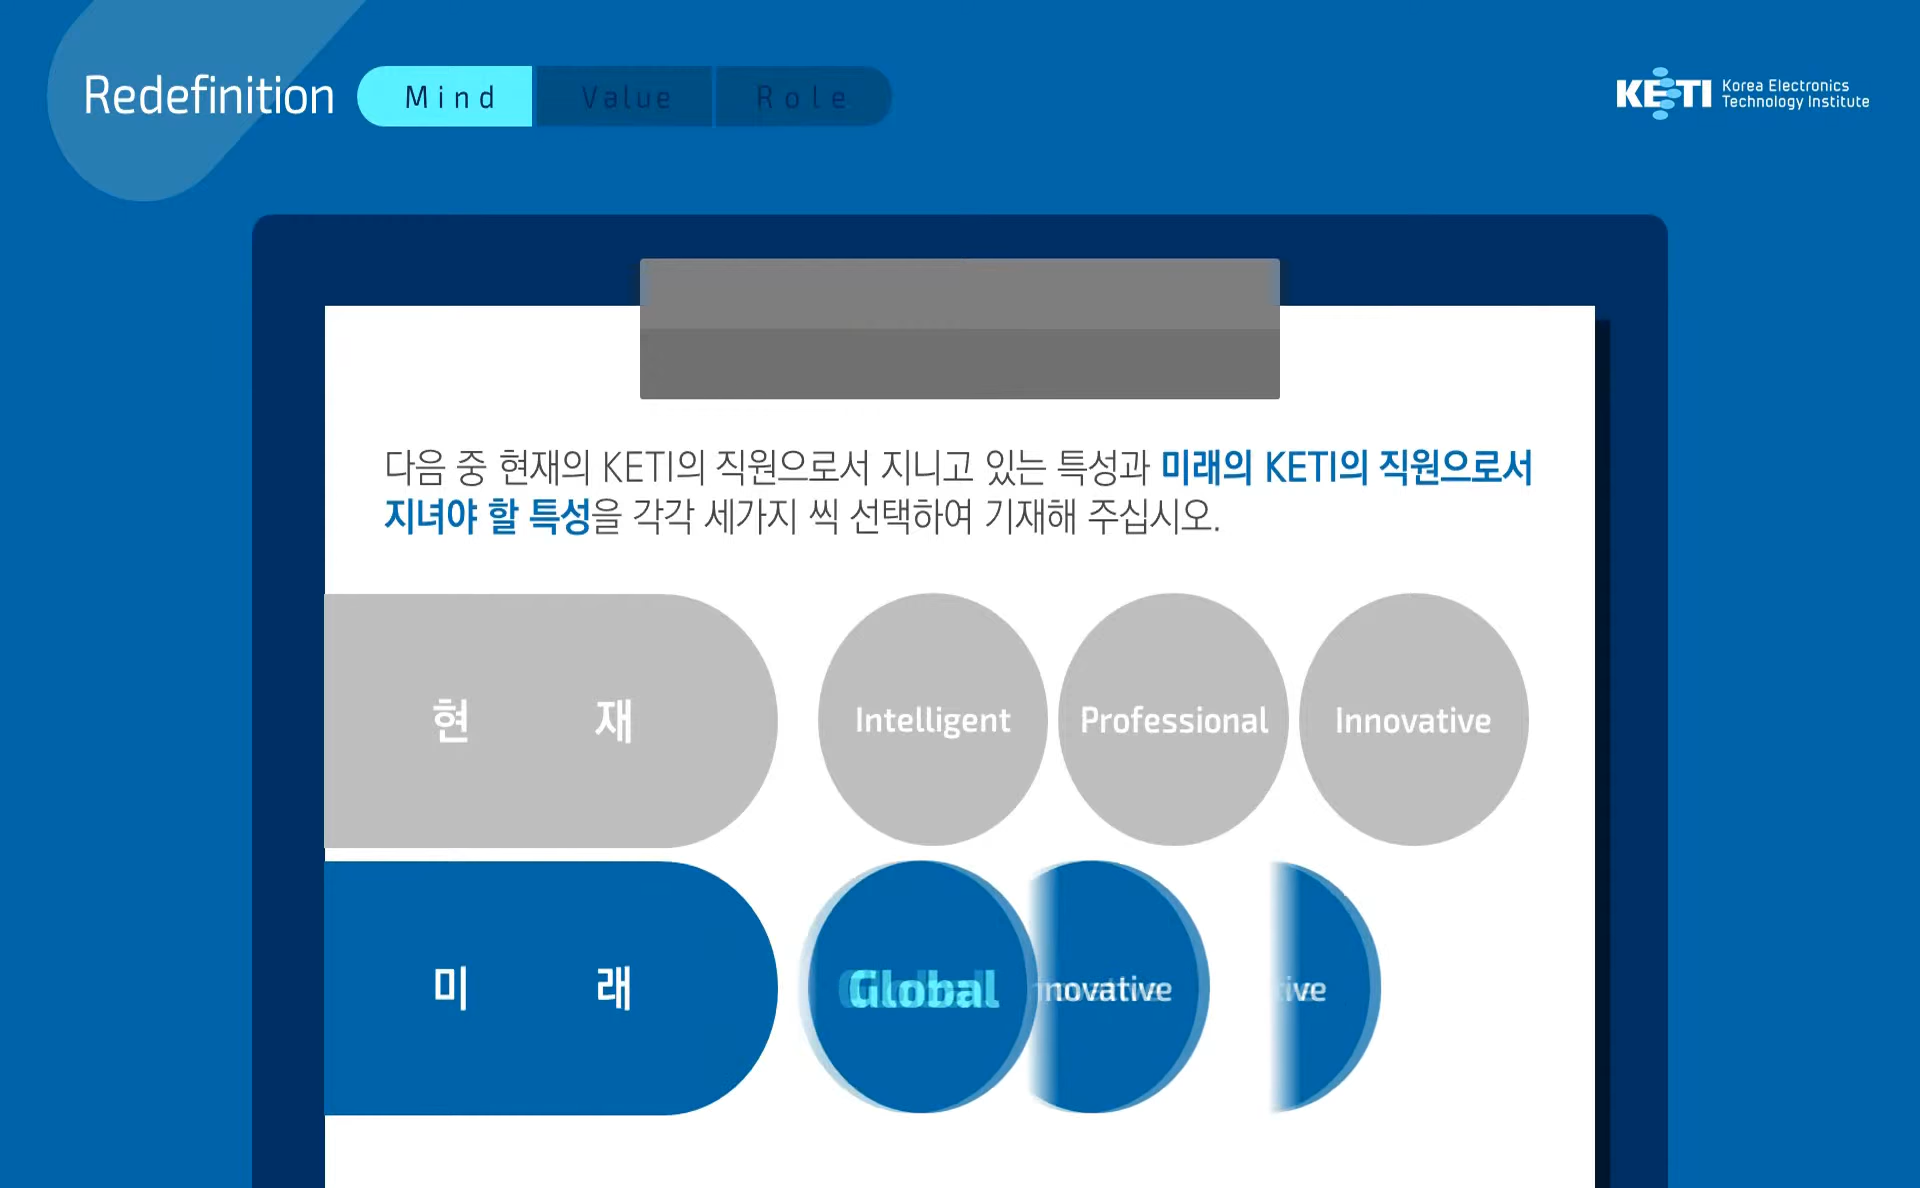 Redefinition
Mind
Value
Role
KETI Korea Electronics
Technology Institute
다음 중 현재의 KETI의 직원으로서 지니고 있는 특성과 미래의 KETI의 직원으로서
지녀야 할 특성을 각각 세가지 씩 선택하여 기재해 주십시오.
현 재
Intelligent
Professional
Innovative
미 래
Global
novative
ive